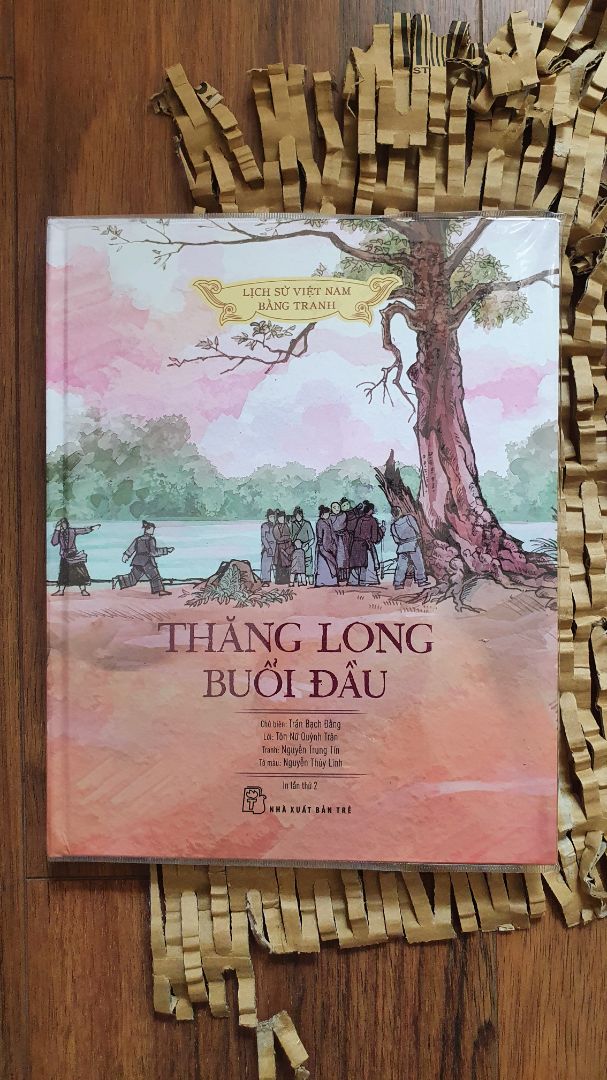 LỊCH SỬ VIỆT NAM
BẰNG TRANH
THĂNG LONG
BUỔI ĐẦU
Chủ biên: Trần Bạch Đằng
Lời: Tôn Nữ Quỳnh Trân
Tranh: Nguyễn Trung Tín
Tô màu: Nguyễn Thùy Linh
In lần thứ 2
NHÀ XUẤT BẢN TRẺ